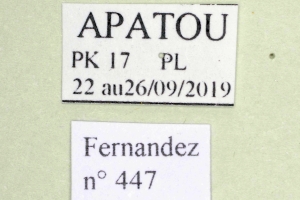 APATOU
PK 17 PL
22 au26/09/2019
Fernandez
n° 447